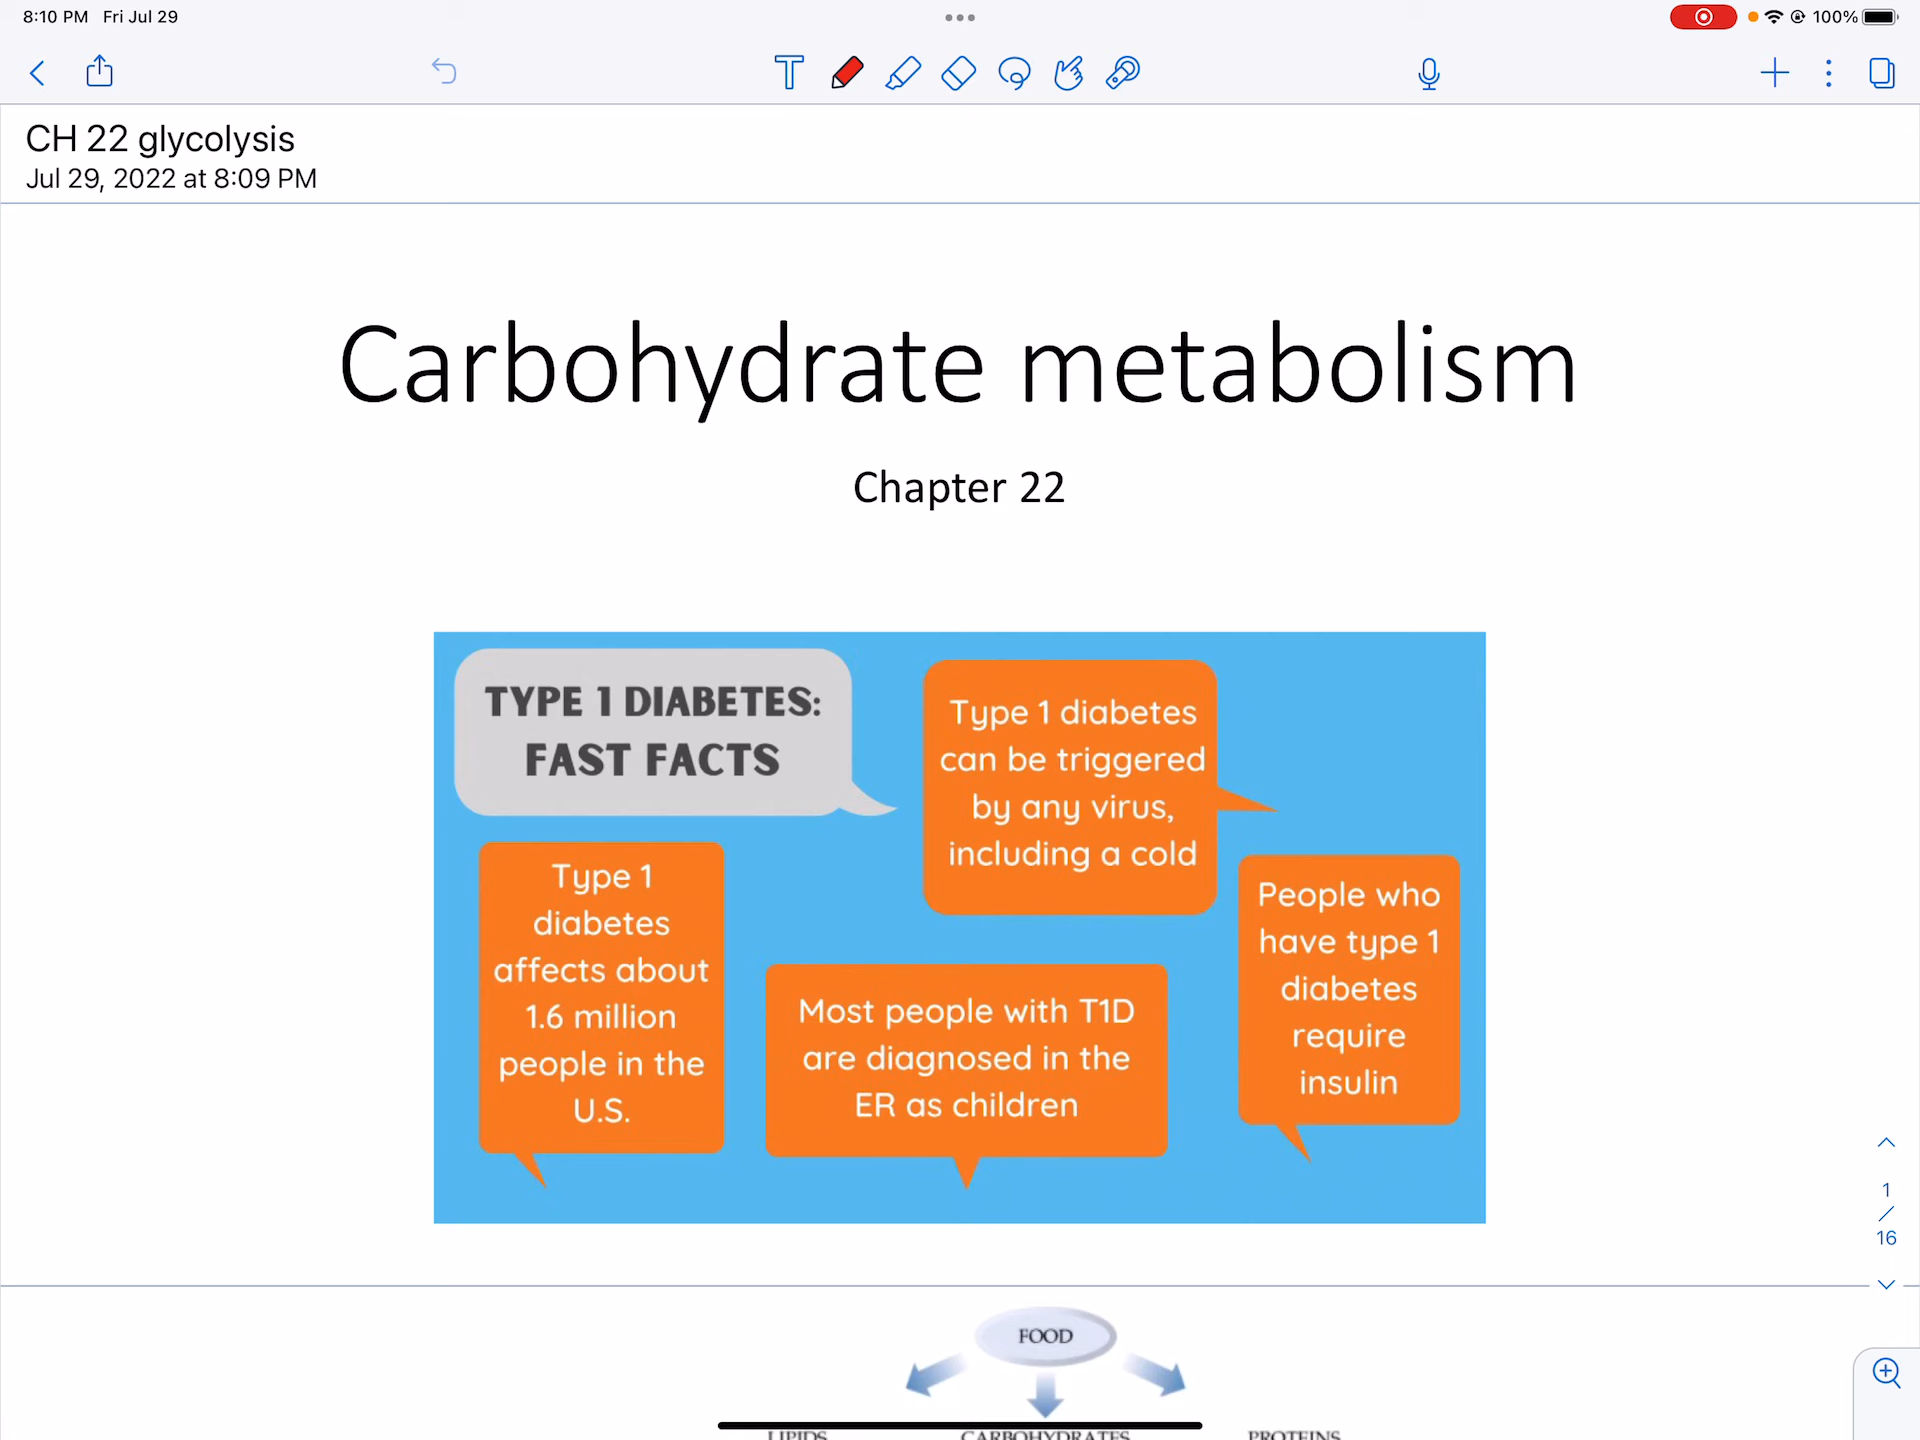 8:10 PM Fri Jul 29
100%
T
CH 22 glycolysis
Jul 29, 2022 at 8:09 PM
Carbohydrate metabolism
Chapter 22
TYPE 1 DIABETES:
FAST FACTS
Type 1 diabetes
can be triggered
by any virus,
including a cold
Type 1
diabetes
affects about
1.6 million
people in the
U.S.
Most people with T1D
are diagnosed in the
ER as children
People who
have type 1
diabetes
require
insulin
1
/
16
FOOD
LIPIDS CARBOHYDRATES PROTEINS